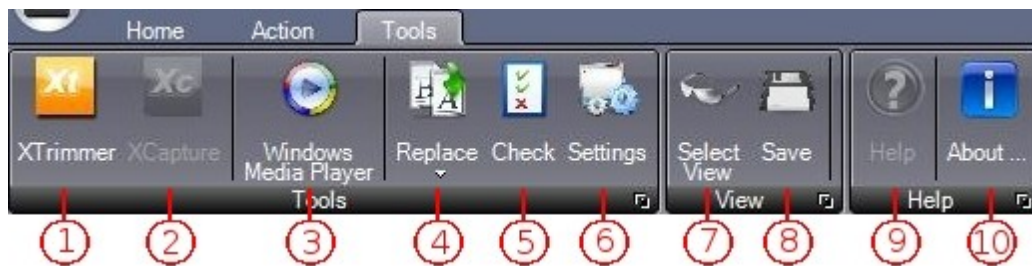 Home Action Tools
Xt Xc B A
XTrimmer XCapture Windows Media Player Replace Check Settings Select View Save Help About ...
Tools View Help
1 2 3 4 5 6 7 8 9 10